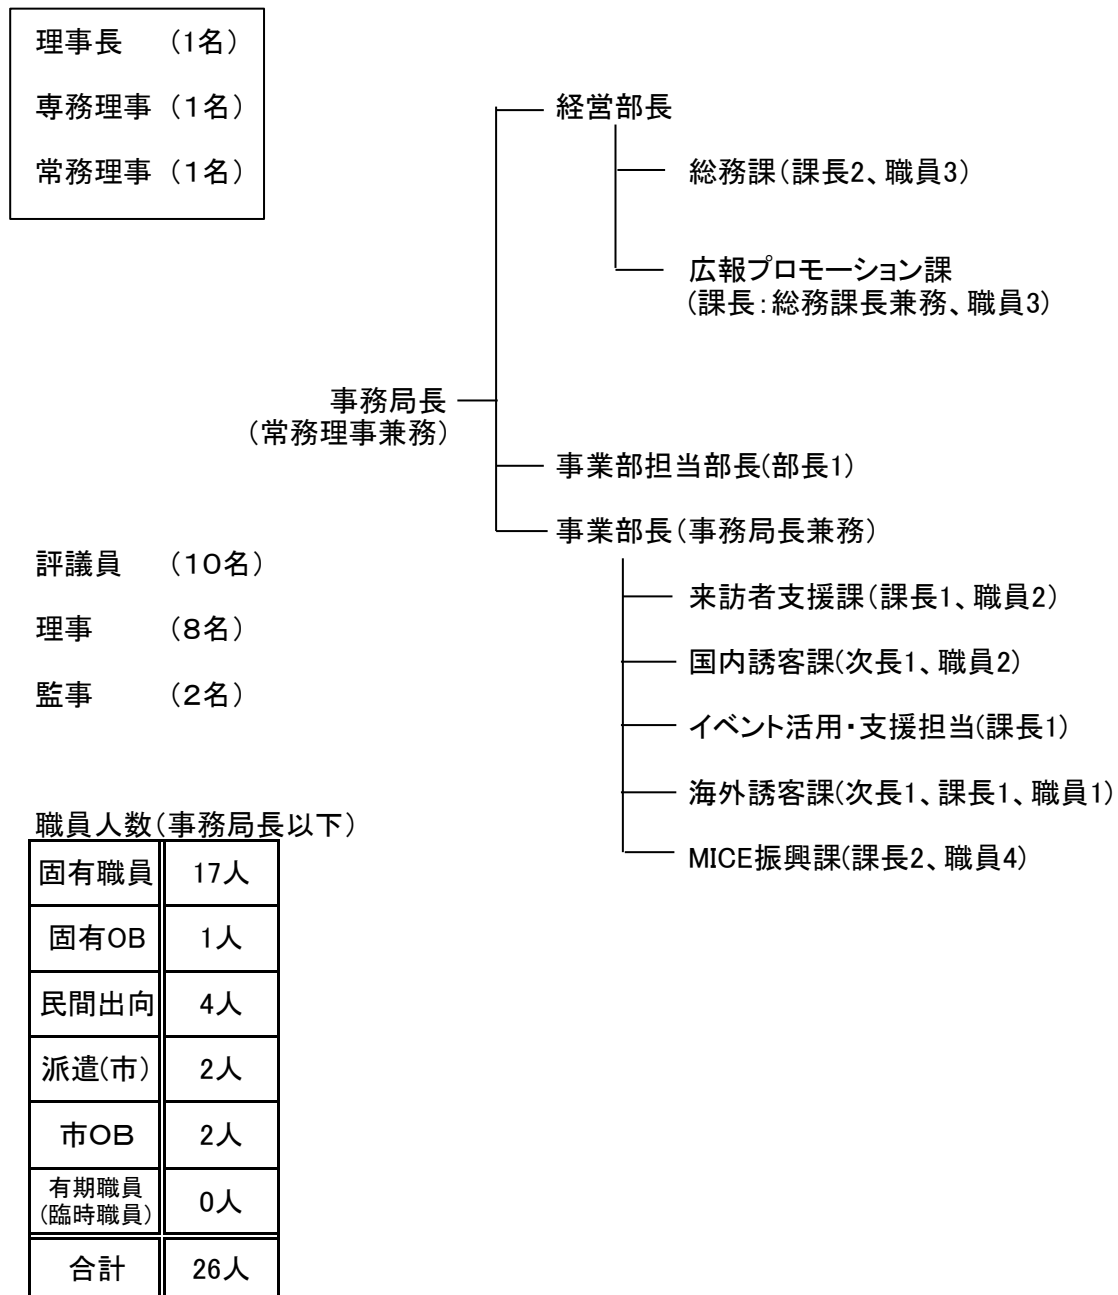 理事長 (1名)
専務理事 (1名)
常務理事 (1名)
経営部長
総務課(課長2、職員3)
広報プロモーション課
(課長:総務課長兼務、職員3)
事務局長
(常務理事兼務)
事業部担当部長(部長1)
事業部長(事務局長兼務)
来訪者支援課(課長1、職員2)
国内誘客課(次長1、職員2)
イベント活用・支援担当(課長1)
海外誘客課(次長1、課長1、職員1)
MICE振興課(課長2、職員4)
評議員 (10名)
理事 (8名)
監事 (2名)
職員人数(事務局長以下)
固有職員 17人
固有OB 1人
民間出向 4人
派遣(市) 2人
市OB 2人
有期職員
(臨時職員) 0人
合計 26人